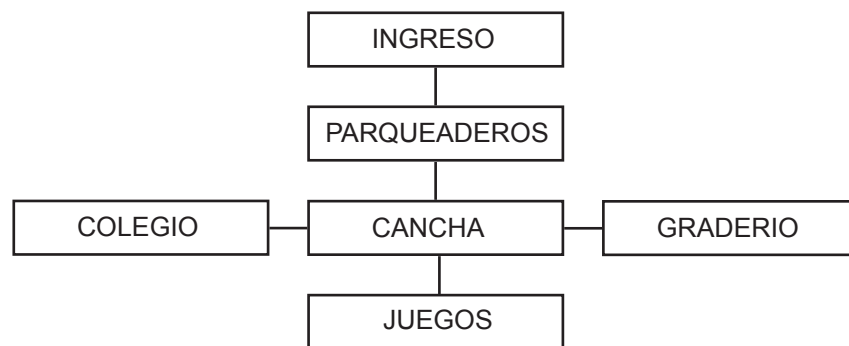 INGRESO
PARQUEADEROS
COLEGIO
CANCHA
GRADERIO
JUEGOS